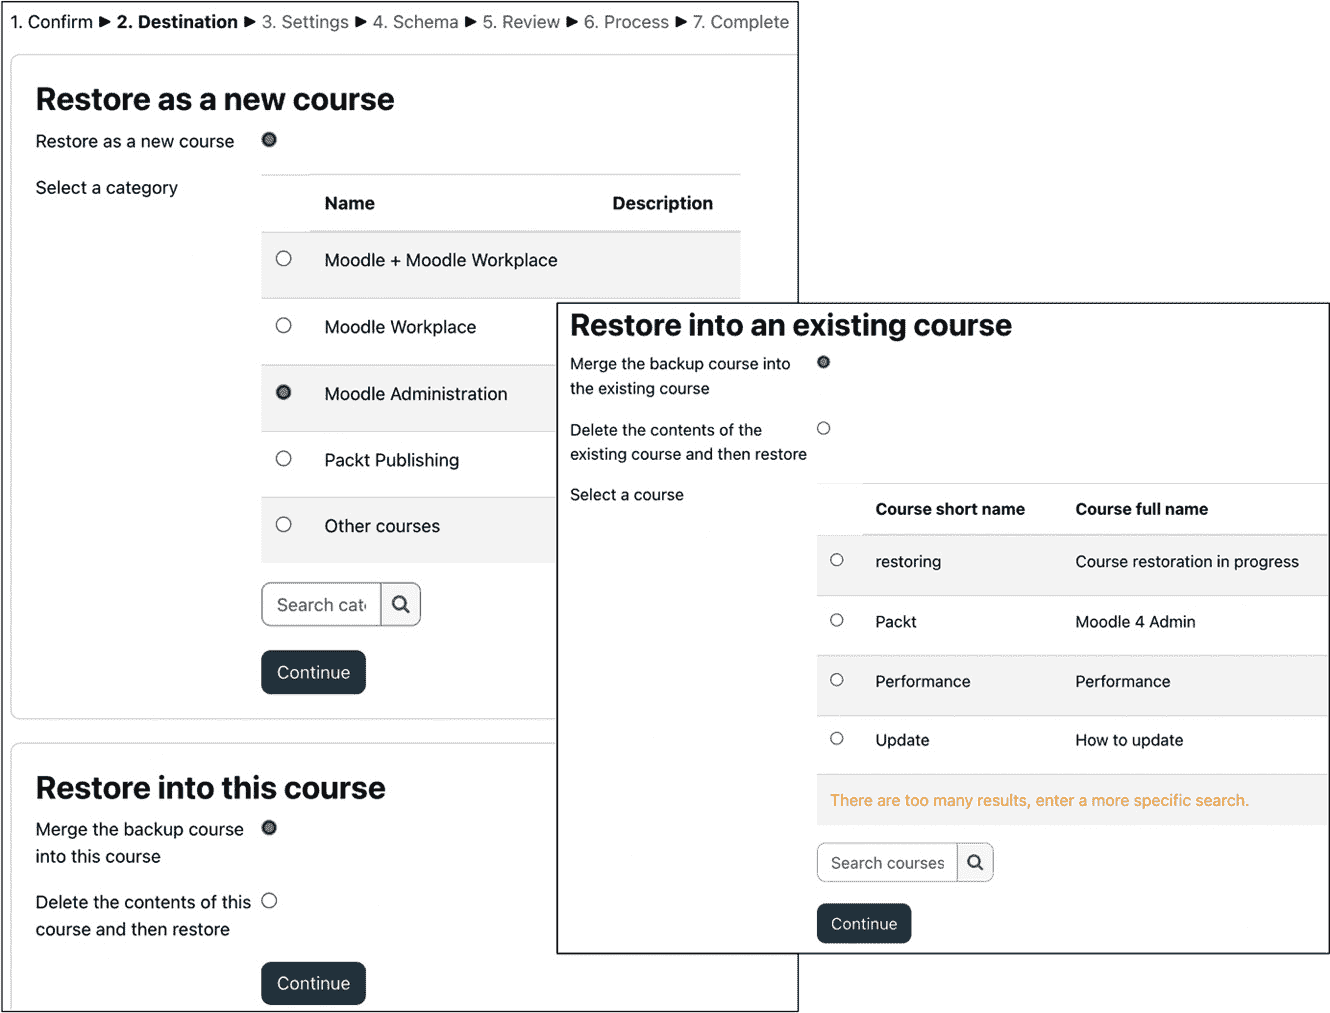 1. Confirm ▶ 2. Destination ▶ 3. Settings ▶ 4. Schema ▶ 5. Review ▶ 6. Process ▶ 7. Complete
Restore as a new course
Restore as a new course
Select a category
Name Description
Moodle + Moodle Workplace
Moodle Workplace
Moodle Administration
Packt Publishing
Other courses
Search cat
Continue
Restore into this course
Merge the backup course
into this course
Delete the contents of this
course and then restore
Continue
Restore into an existing course
Merge the backup course into
the existing course
Delete the contents of the
existing course and then restore
Select a course
Course short name Course full name
restoring Course restoration in progress
Packt Moodle 4 Admin
Performance Performance
Update How to update
There are too many results, enter a more specific search.
Search courses
Continue